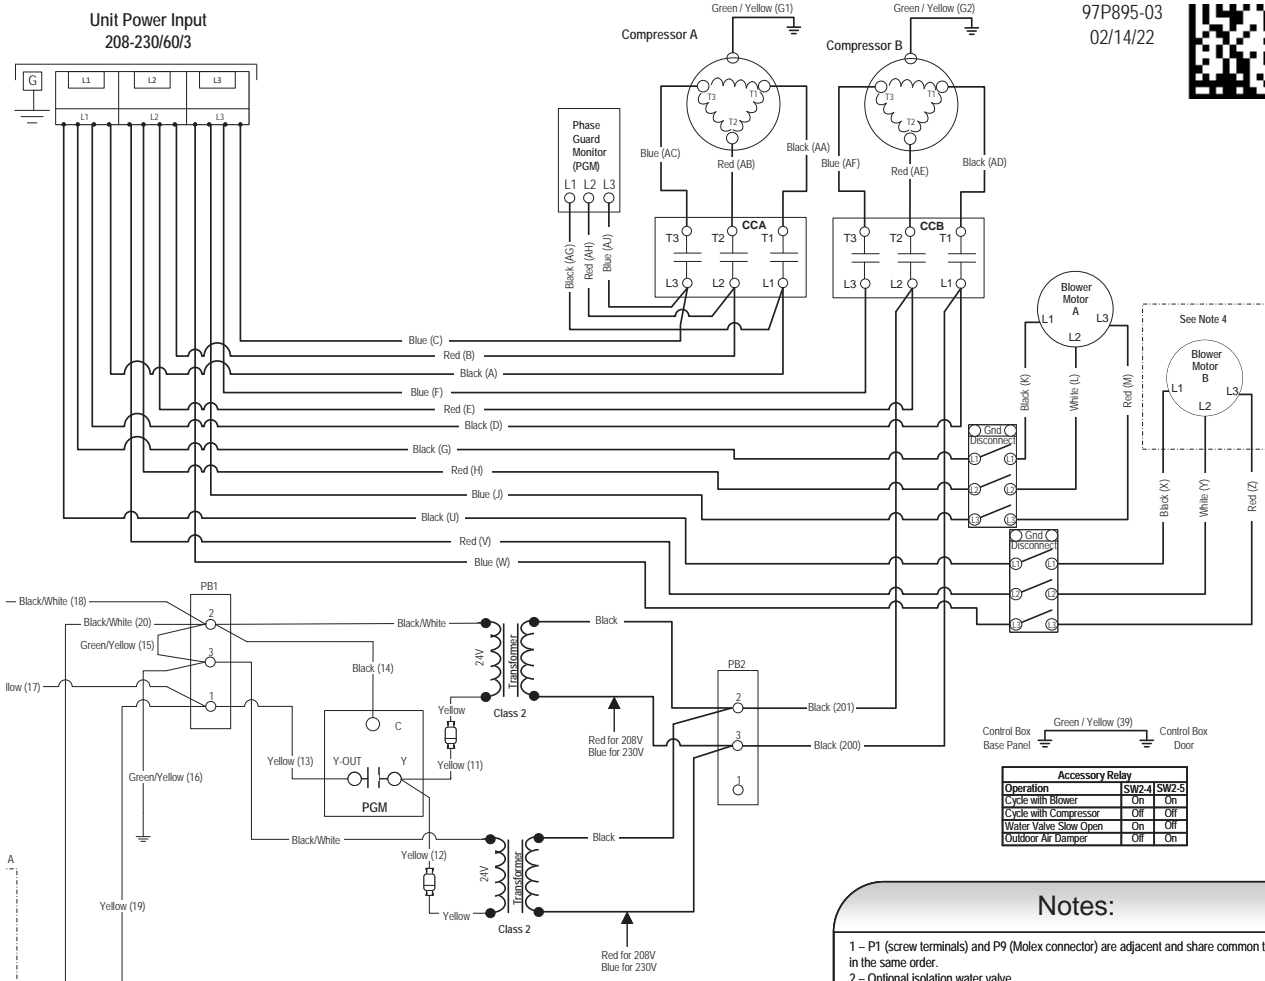 Unit Power Input
208-230/60/3
G
L1
L2
L3
L1
L2
L3
Green / Yellow (G1)
Compressor A
T3
T1
T2
Blue (AC)
Red (AB)
Black (AA)
Green / Yellow (G2)
Compressor B
T3
T1
T2
Blue (AF)
Red (AE)
Black (AD)
97P895-03
02/14/22
Phase
Guard
Monitor
(PGM)
L1 L2 L3
Black (AG)
Red (AH)
Blue (AJ)
CCA
T3 T2 T1
L3 L2 L1
CCB
T3 T2 T1
L3 L2 L1
Blower
Motor
A
L1
L3
L2
See Note 4
Blower
Motor
B
L1
L3
L2
Blue (C)
Red (B)
Black (A)
Blue (F)
Red (E)
Black (D)
Black (G)
Red (H)
Blue (J)
Black (U)
Red (V)
Blue (W)
Black (K)
White (L)
Red (M)
Black (X)
White (Y)
Red (Z)
Gnd
Disconnect
L1 L1
L2 L2
L3 L3
Gnd
Disconnect
L1 L1
L2 L2
L3 L3
PB1
2
3
1
Black/White (18)
Black/White (20)
Green/Yellow (15)
llow (17)
Green/Yellow (16)
Yellow (19)
A
Black/White
Black (14)
Yellow (13)
C
Y-OUT
Y
PGM
Yellow
Yellow (11)
Yellow (12)
Yellow
Black/White
24V
Transformer
Class 2
Black
Red for 208V
Blue for 230V
24V
Transformer
Class 2
Black
Red for 208V
Blue for 230V
PB2
2
3
1
Black (201)
Black (200)
Control Box
Base Panel
Green / Yellow (39)
Control Box
Door
Accessory Relay
Operation SW2-4 SW2-5
Cycle with Blower On On
Cycle with Compressor Off Off
Water Valve Slow Open On Off
Outdoor Air Damper Off On
Notes:
1 – P1 (screw terminals) and P9 (Molex connector) are adjacent and share common t
in the same order.
2 – Optional isolation water valve